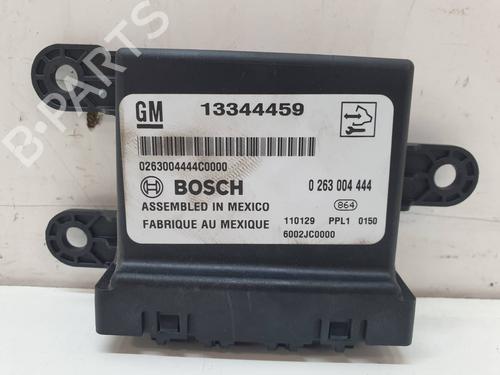 B-PARTS
GM 13344459
0263004444C0000
BOSCH 0 263 004 444
ASSEMBLED IN MEXICO 864
FABRIQUE AU MEXIQUE 110129 PPL1 0150
6002JC0000